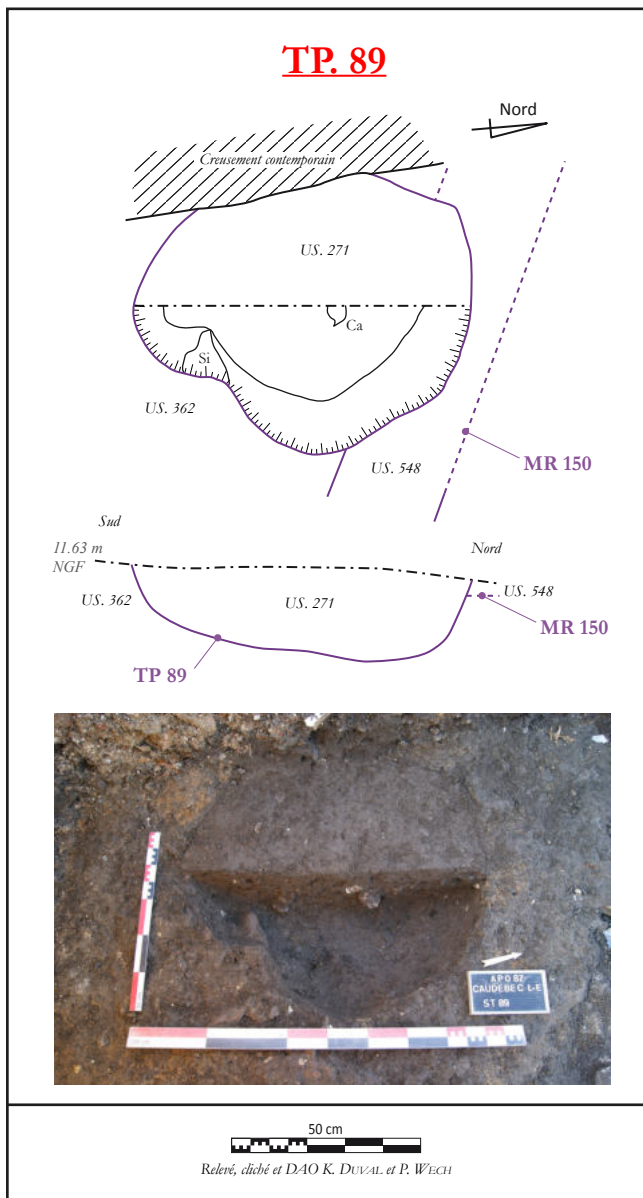 TP. 89
Nord
Creusement contemporain
US. 271
Ca
Si
US. 362
US. 548
MR 150
Sud
11.63 m
NGF
Nord
US. 362
US. 271
US. 548
MR 150
TP 89
CAUDEBEC L-E
ST 89
50 cm
Relevé, cliché et DAO K. DUVAL et P. WECH